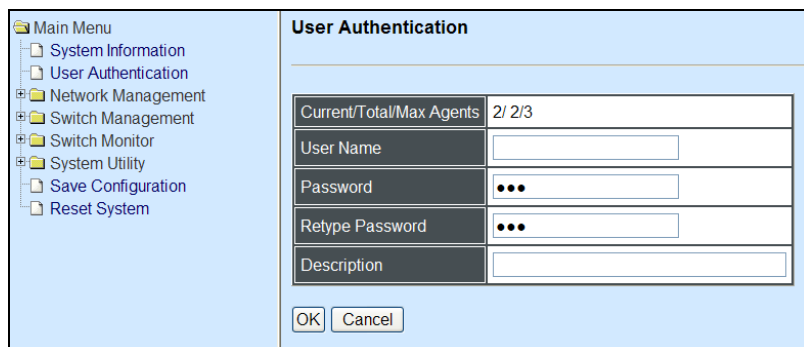 Main Menu
System Information
User Authentication
Network Management
Switch Management
Switch Monitor
System Utility
Save Configuration
Reset System
User Authentication
Current/Total/Max Agents 2/ 2/3
User Name
Password •••
Retype Password •••
Description
OK Cancel